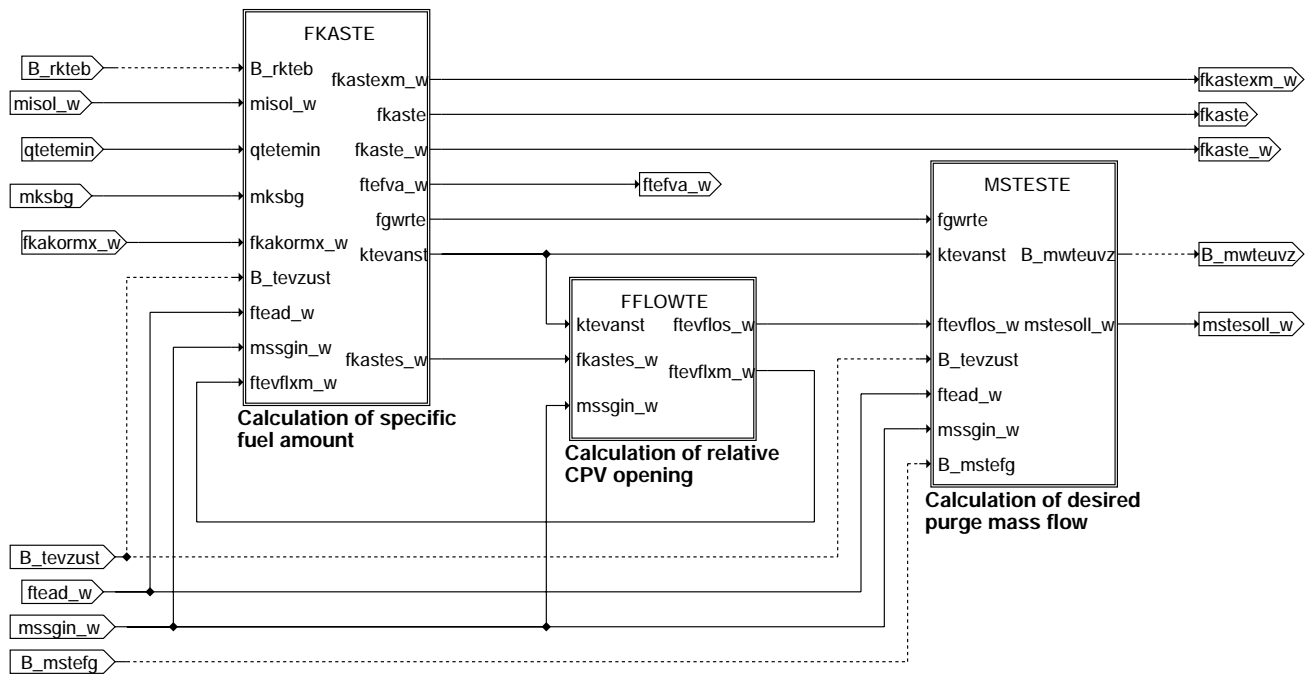 FKASTE
B_rkteb
B_rkteb
fkastexm_w
fkastexm_w
misol_w
misol_w
fkaste
fkaste
qtetemin
qtetemin
fkaste_w
fkaste_w
ftefva_w
ftefva_w
MSTESTE
mksbg
mksbg
fgwrte
fgwrte
fkakormx_w
fkakormx_w
ktevanst
ktevanst
B_mwteuvz
B_mwteuvz
B_tevzust
FFLOWTE
ftead_w
ktevanst
ftevflos_w
ftevflos_w
mstesoll_w
mstesoll_w
mssgin_w
fkastes_w
fkastes_w
B_tevzust
ftevflxm_w
ftevflxm_w
ftead_w
mssgin_w
mssgin_w
B_mstefg
Calculation of specific
fuel amount
Calculation of relative
CPV opening
Calculation of desired
purge mass flow
B_tevzust
ftead_w
mssgin_w
B_mstefg